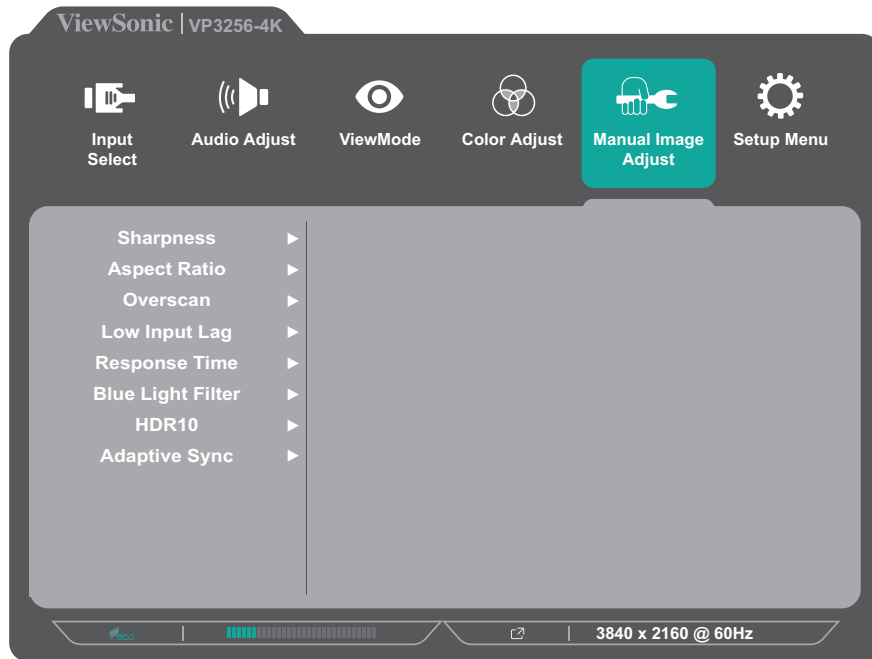 ViewSonic | VP3256-4K
Input
Select
Audio Adjust
ViewMode
Color Adjust
Manual Image
Adjust
Setup Menu
Sharpness
Aspect Ratio
Overscan
Low Input Lag
Response Time
Blue Light Filter
HDR10
Adaptive Sync
eco
3840 x 2160 @ 60Hz